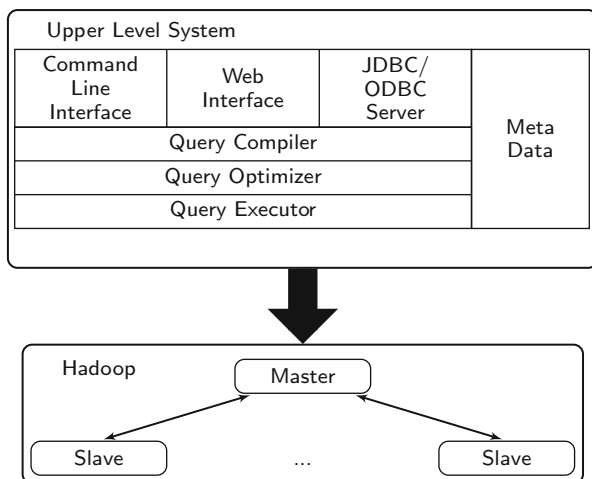 Upper Level System
Command
Line
Interface
Web
Interface
JDBC/
ODBC
Server
Meta
Data
Query Compiler
Query Optimizer
Query Executor
Hadoop
Master
Slave
...
Slave